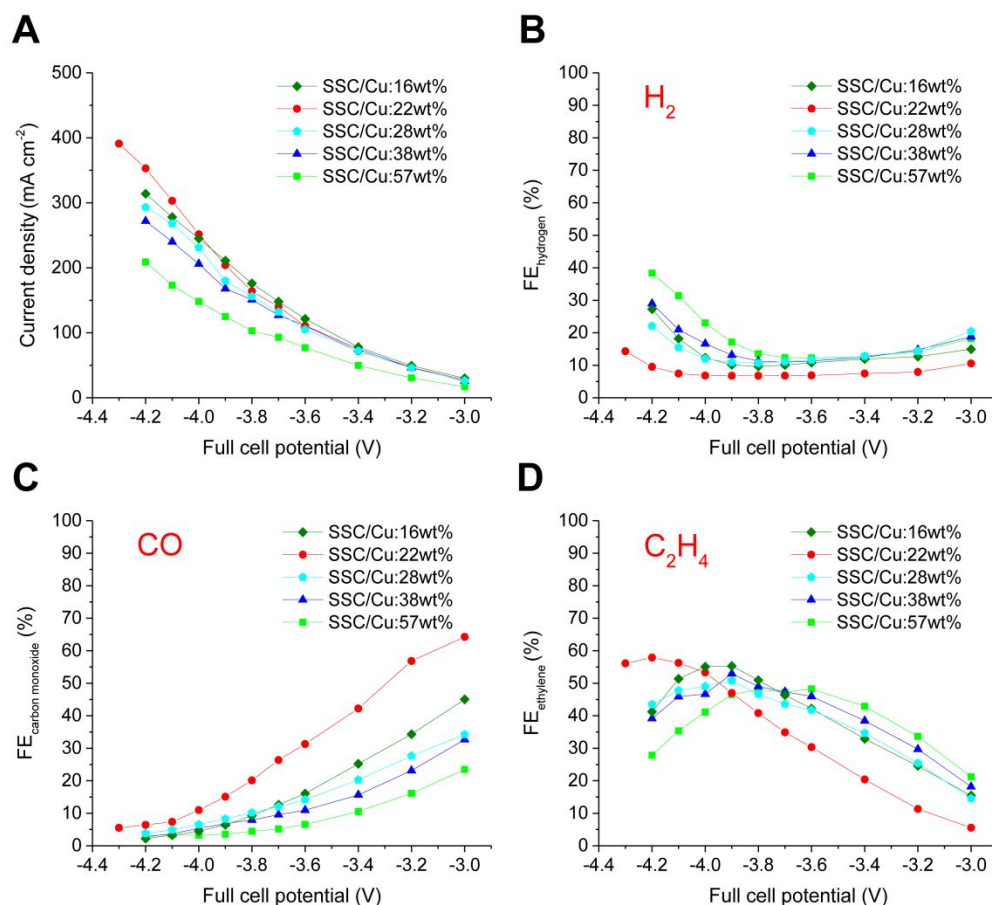 A
500
400
300
200
100
0
Current density (mA cm⁻²)
SSC/Cu:16wt%
SSC/Cu:22wt%
SSC/Cu:28wt%
SSC/Cu:38wt%
SSC/Cu:57wt%
-4.4 -4.2 -4.0 -3.8 -3.6 -3.4 -3.2 -3.0
Full cell potential (V)
B
100
90
80
70
60
50
40
30
20
10
0
FE hydrogen (%)
H₂
SSC/Cu:16wt%
SSC/Cu:22wt%
SSC/Cu:28wt%
SSC/Cu:38wt%
SSC/Cu:57wt%
-4.4 -4.2 -4.0 -3.8 -3.6 -3.4 -3.2 -3.0
Full cell potential (V)
C
100
90
80
70
60
50
40
30
20
10
0
FE carbon monoxide (%)
CO
SSC/Cu:16wt%
SSC/Cu:22wt%
SSC/Cu:28wt%
SSC/Cu:38wt%
SSC/Cu:57wt%
-4.4 -4.2 -4.0 -3.8 -3.6 -3.4 -3.2 -3.0
Full cell potential (V)
D
100
90
80
70
60
50
40
30
20
10
0
FE ethylene (%)
C₂H₄
SSC/Cu:16wt%
SSC/Cu:22wt%
SSC/Cu:28wt%
SSC/Cu:38wt%
SSC/Cu:57wt%
-4.4 -4.2 -4.0 -3.8 -3.6 -3.4 -3.2 -3.0
Full cell potential (V)